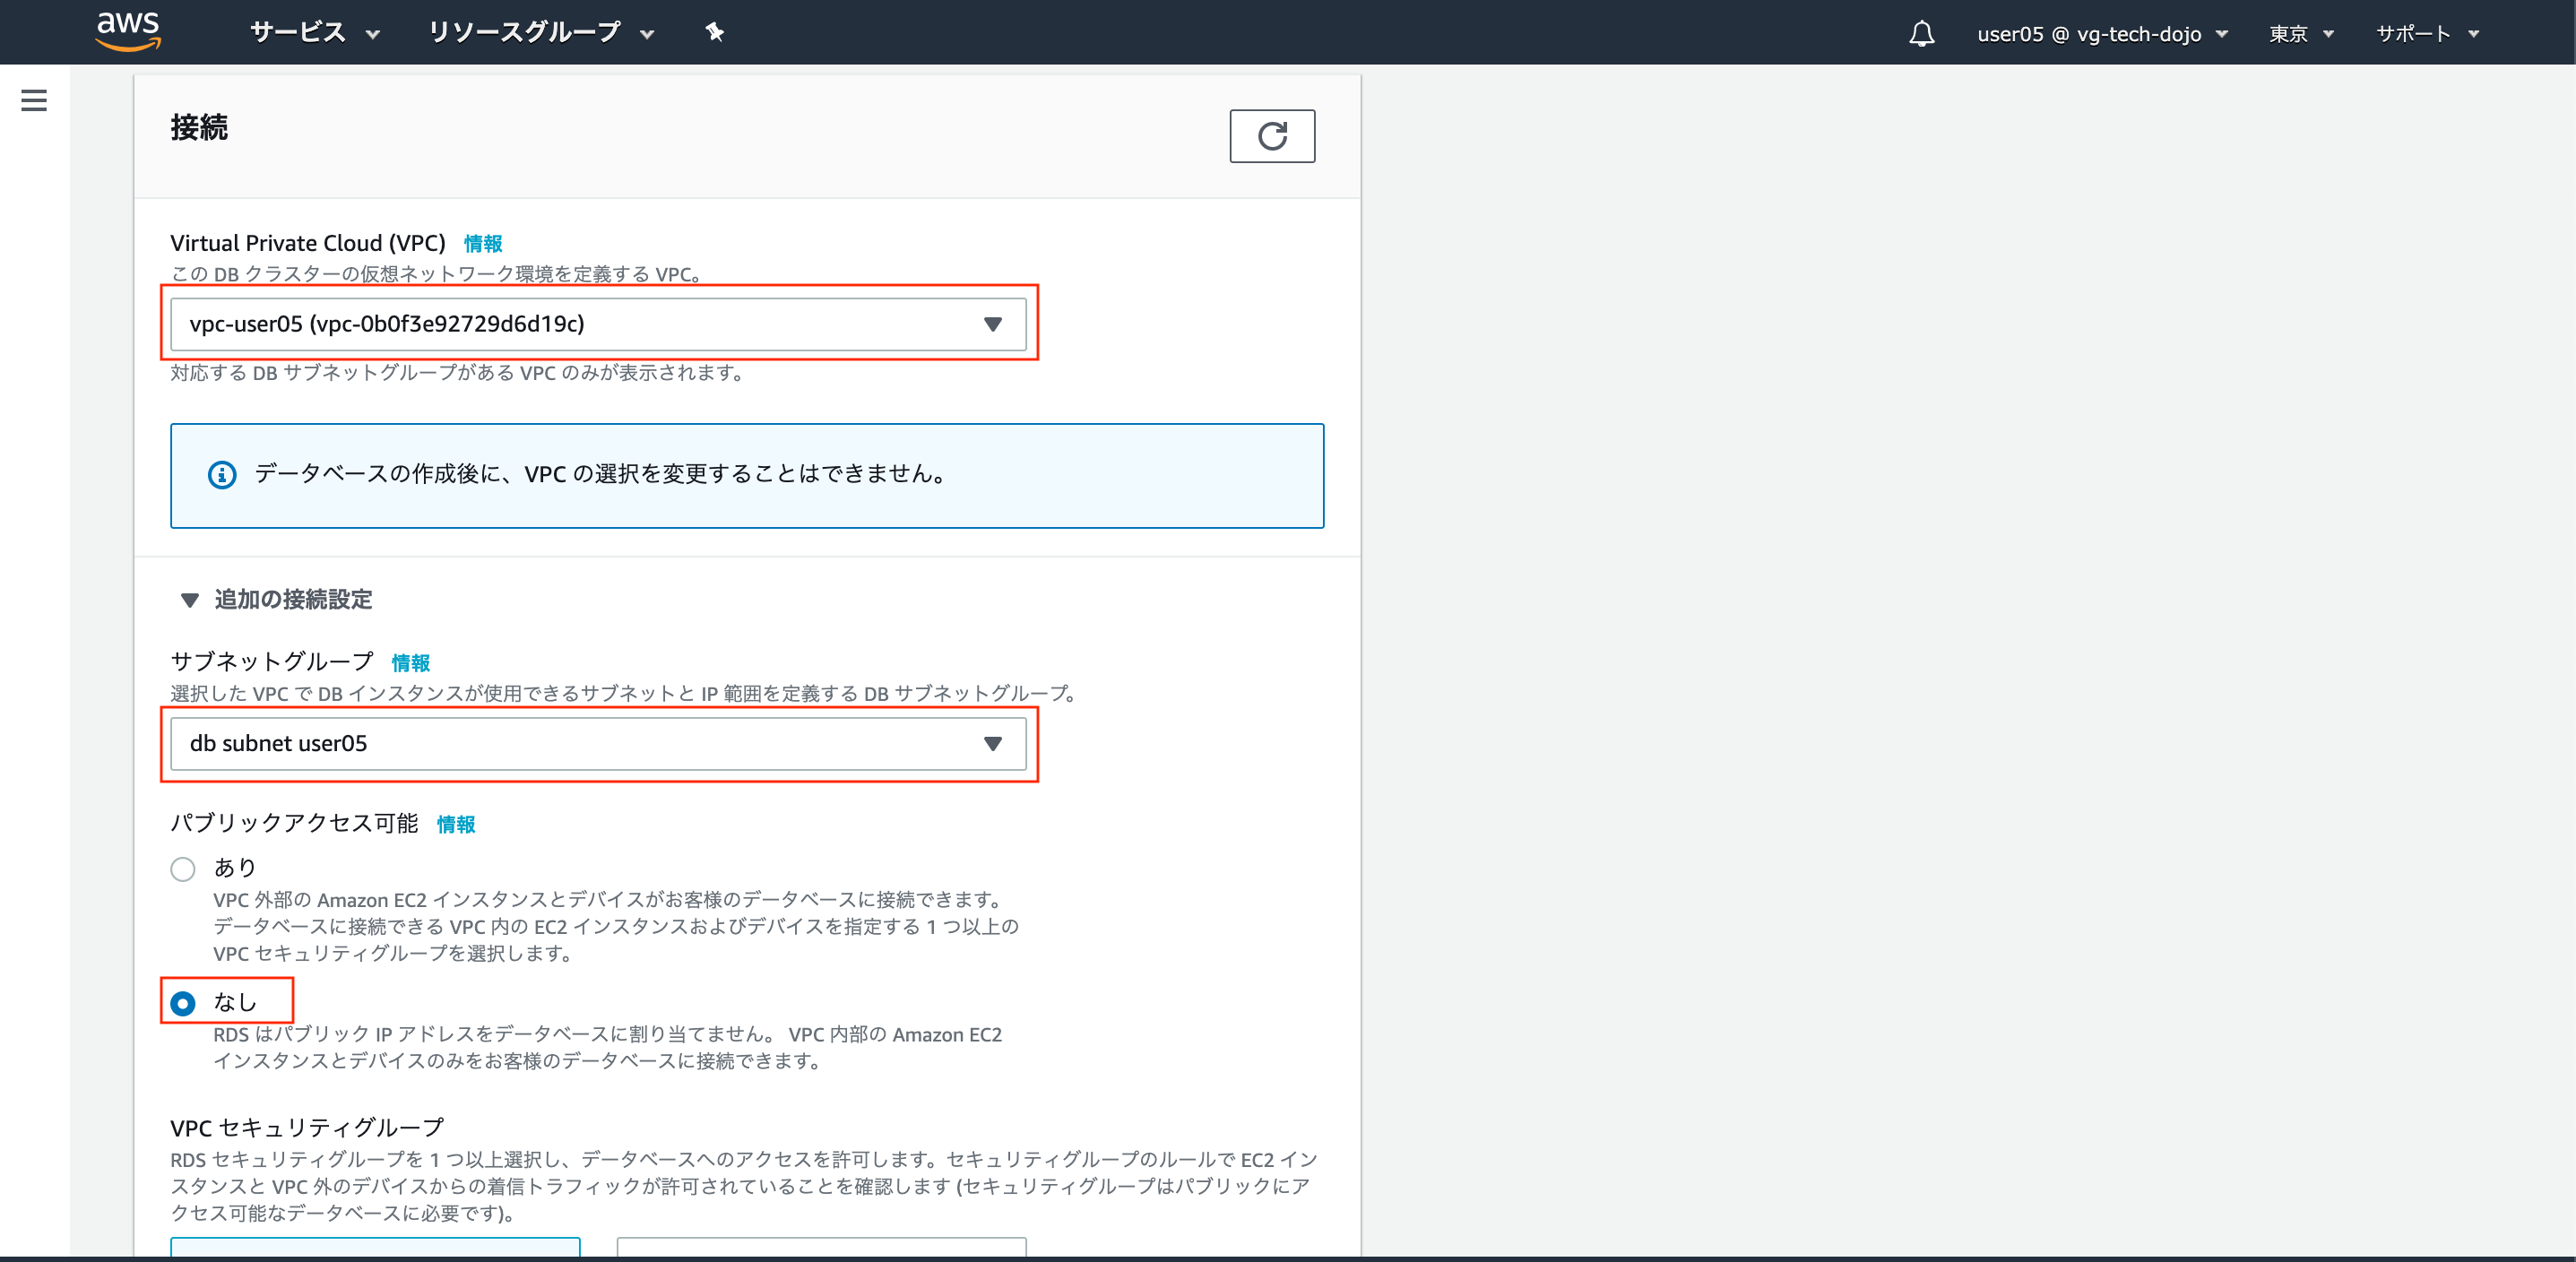 aws サービス リソースグループ user05 @ vg-tech-dojo 東京 サポート
接続
Virtual Private Cloud (VPC) 情報
この DB クラスターの仮想ネットワーク環境を定義する VPC。
vpc-user05 (vpc-0b0f3e92729d6d19c)
対応する DB サブネットグループがある VPC のみが表示されます。
データベースの作成後に、VPC の選択を変更することはできません。
追加の接続設定
サブネットグループ 情報
選択した VPC で DB インスタンスが使用できるサブネットと IP 範囲を定義する DB サブネットグループ。
db subnet user05
パブリックアクセス可能 情報
あり
VPC 外部の Amazon EC2 インスタンスとデバイスがお客様のデータベースに接続できます。
データベースに接続できる VPC 内の EC2 インスタンスおよびデバイスを指定する 1 つ以上の
VPC セキュリティグループを選択します。
なし
RDS はパブリック IP アドレスをデータベースに割り当てません。 VPC 内部の Amazon EC2
インスタンスとデバイスのみをお客様のデータベースに接続できます。
VPC セキュリティグループ
RDS セキュリティグループを 1 つ以上選択し、データベースへのアクセスを許可します。セキュリティグループのルールで EC2 イン
スタンスと VPC 外のデバイスからの着信トラフィックが許可されていることを確認します (セキュリティグループはパブリックにア
クセス可能なデータベースに必要です)。